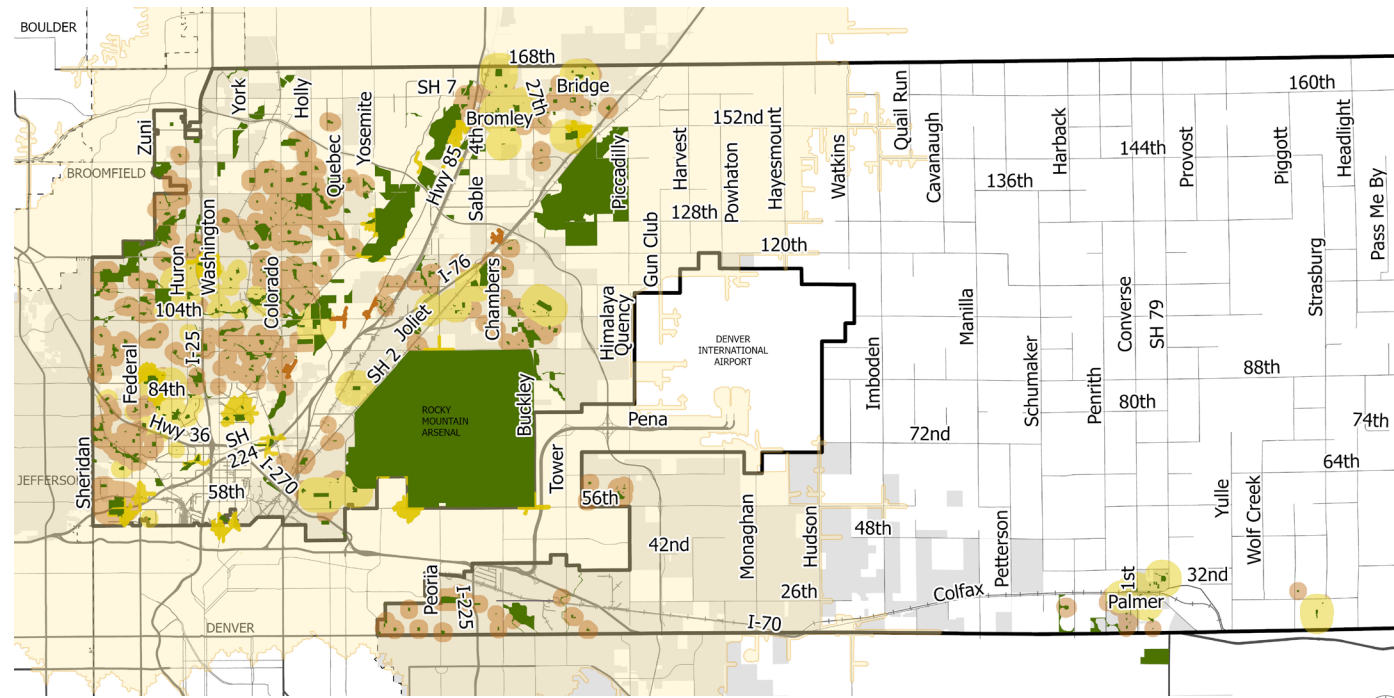 BOULDER
168th
York
Holly
SH 7
27th
Bridge
Quail Run
160th
Headlight
Zuni
Quebec
Yosemite
Bromley
4th
152nd
Harvest
Powhaton
Hayesmount
Watkins
Cavanaugh
Harback
144th
Provost
Piggott
BROOMFIELD
Hwy 85
Sable
Piccadilly
136th
Pass Me By
128th
Huron
Washington
Colorado
I-76
Chambers
Gun Club
120th
Strasburg
104th
Joliet
Himalaya
Quency
Manilla
Converse
SH 79
I-25
SH 2
DENVER
INTERNATIONAL
AIRPORT
Federal
84th
Imboden
Schumaker
88th
Hwy 36
ROCKY
MOUNTAIN
ARSENAL
Buckley
Pena
Penrith
80th
74th
SH
224
72nd
JEFFERSON
Sheridan
I-270
58th
Tower
56th
64th
Yulle
Wolf Creek
42nd
Monaghan
Hudson
48th
Petterson
Peoria
I-225
26th
Colfax
1st
32nd
Palmer
DENVER
I-70